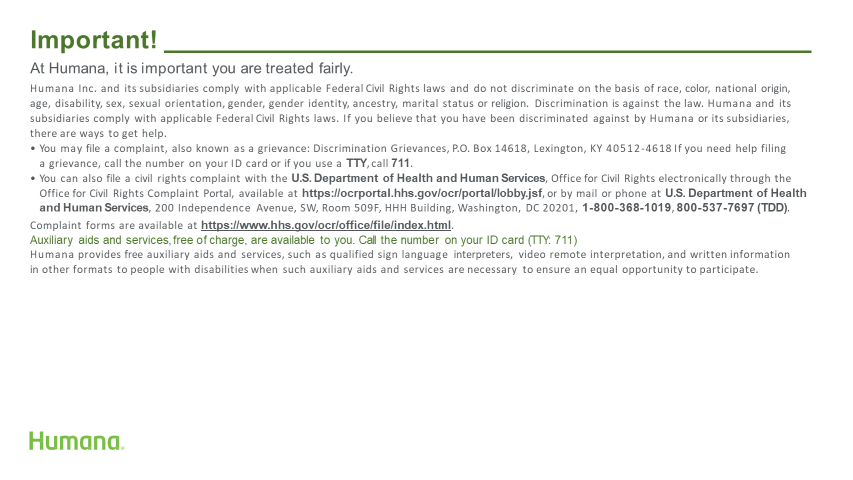 Important!
At Humana, it is important you are treated fairly.
Humana Inc. and its subsidiaries comply with applicable Federal Civil Rights laws and do not discriminate on the basis of race, color, national origin,
age, disability, sex, sexual orientation, gender, gender identity, ancestry, marital status or religion. Discrimination is against the law. Humana and its
subsidiaries comply with applicable Federal Civil Rights laws. If you believe that you have been discriminated against by Humana or its subsidiaries,
there are ways to get help.
• You may file a complaint, also known as a grievance: Discrimination Grievances, P.O. Box 14618, Lexington, KY 40512-4618 If you need help filing
a grievance, call the number on your ID card or if you use a TTY, call 711.
• You can also file a civil rights complaint with the U.S. Department of Health and Human Services, Office for Civil Rights electronically through the
Office for Civil Rights Complaint Portal, available at https://ocrportal.hhs.gov/ocr/portal/lobby.jsf, or by mail or phone at U.S. Department of Health
and Human Services, 200 Independence Avenue, SW, Room 509F, HHH Building, Washington, DC 20201, 1-800-368-1019, 800-537-7697 (TDD).
Complaint forms are available at https://www.hhs.gov/ocr/office/file/index.html.
Auxiliary aids and services, free of charge, are available to you. Call the number on your ID card (TTY: 711)
Humana provides free auxiliary aids and services, such as qualified sign language interpreters, video remote interpretation, and written information
in other formats to people with disabilities when such auxiliary aids and services are necessary to ensure an equal opportunity to participate.
Humana